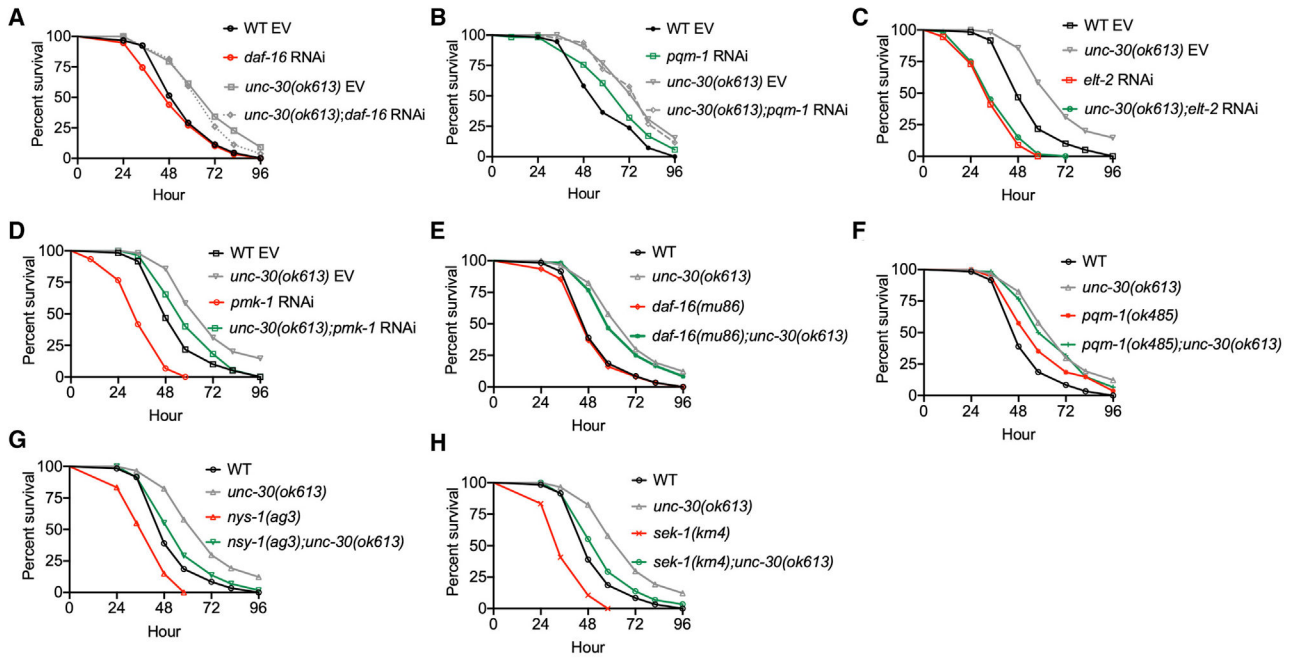 A
Percent survival
100
75
50
25
0
0 24 48 72 96
Hour
WT EV
daf-16 RNAi
unc-30(ok613) EV
unc-30(ok613);daf-16 RNAi
B
Percent survival
100
75
50
25
0
0 24 48 72 96
Hour
WT EV
pqm-1 RNAi
unc-30(ok613) EV
unc-30(ok613);pqm-1 RNAi
C
Percent survival
100
75
50
25
0
0 24 48 72 96
Hour
WT EV
unc-30(ok613) EV
elt-2 RNAi
unc-30(ok613);elt-2 RNAi
D
Percent survival
100
75
50
25
0
0 24 48 72 96
Hour
WT EV
unc-30(ok613) EV
pmk-1 RNAi
unc-30(ok613);pmk-1 RNAi
E
Percent survival
100
75
50
25
0
0 24 48 72 96
Hour
WT
unc-30(ok613)
daf-16(mu86)
daf-16(mu86);unc-30(ok613)
F
Percent survival
100
75
50
25
0
0 24 48 72 96
Hour
WT
unc-30(ok613)
pqm-1(ok485)
pqm-1(ok485);unc-30(ok613)
G
Percent survival
100
75
50
25
0
0 24 48 72 96
Hour
WT
unc-30(ok613)
nys-1(ag3)
nsy-1(ag3);unc-30(ok613)
H
Percent survival
100
75
50
25
0
0 24 48 72 96
Hour
WT
unc-30(ok613)
sek-1(km4)
sek-1(km4);unc-30(ok613)